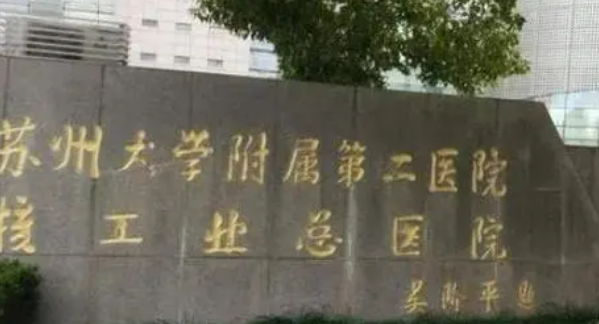 苏州大学附属第二医院
核工业总医院
吴阶平题